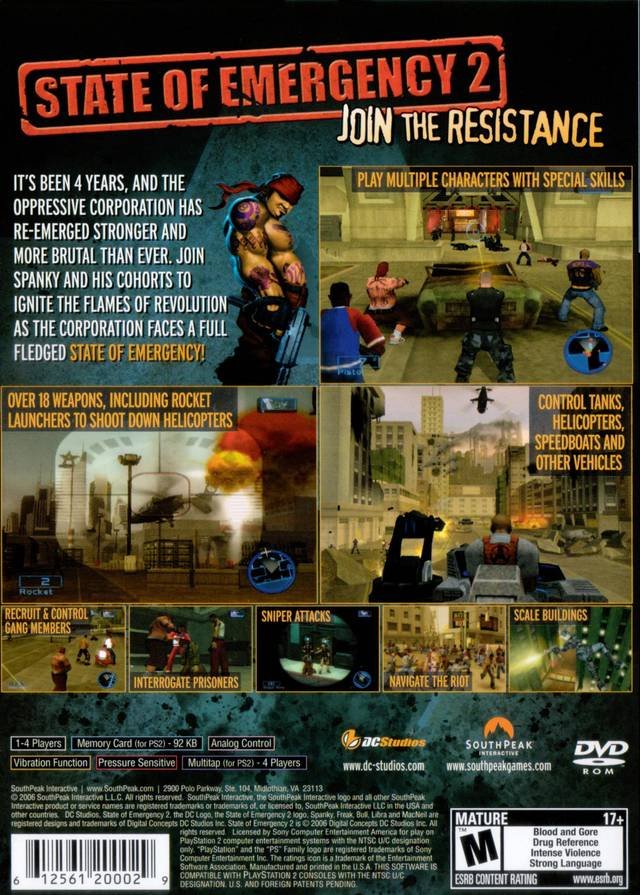 STATE OF EMERGENCY 2
JOIN THE RESISTANCE
IT'S BEEN 4 YEARS, AND THE
OPPRESSIVE CORPORATION HAS
RE-EMERGED STRONGER AND
MORE BRUTAL THAN EVER. JOIN
SPANKY AND HIS COHORTS TO
IGNITE THE FLAMES OF REVOLUTION
AS THE CORPORATION FACES A FULL
FLEDGED STATE OF EMERGENCY!
PLAY MULTIPLE CHARACTERS WITH SPECIAL SKILLS
OVER 18 WEAPONS, INCLUDING ROCKET
LAUNCHERS TO SHOOT DOWN HELICOPTERS
2
Rocket
CONTROL TANKS,
HELICOPTERS,
SPEEDBOATS AND
OTHER VEHICLES
RECRUIT & CONTROL
GANG MEMBERS
INTERROGATE PRISONERS
SNIPER ATTACKS
NAVIGATE THE RIOT
SCALE BUILDINGS
1-4 Players
Memory Card (for PS2) - 92 KB
Analog Control
Vibration Function
Pressure Sensitive
Multitap (for PS2) - 4 Players
DC Studios
www.dc-studios.com
SOUTHPEAK
INTERACTIVE
www.southpeakgames.com
DVD
ROM
SouthPeak Interactive | www.SouthPeak.com | 2900 Polo Parkway, Ste. 104, Midlothian, VA 23113
© 2006 SouthPeak Interactive L.L.C. All rights reserved. SouthPeak Interactive, the SouthPeak Interactive logo and all other SouthPeak
Interactive product or service names are registered trademarks or trademarks of, or licensed to, SouthPeak Interactive LLC in the USA and
other countries. DC Studios, State of Emergency 2, the DC Logo, the State of Emergency 2 logo, Spanky, Freak, Bull, Libra and MacNeil are
registered designs and trademarks of Digital Concepts DC Studios Inc. State of Emergency 2 is © 2006 Digital Concepts DC Studios Inc. All
rights reserved. Licensed by Sony Computer Entertainment America for play on
PlayStation 2 computer entertainment systems with the NTSC U/C designation
only. "PlayStation" and the "PS" Family logo are registered trademarks of Sony
Computer Entertainment Inc. The ratings icon is a trademark of the Entertainment
Software Association. Manufactured and printed in the U.S.A. THIS SOFTWARE IS
COMPATIBLE WITH PLAYSTATION 2 CONSOLES WITH THE NTSC U/C
DESIGNATION. U.S. AND FOREIGN PATENTS PENDING.
6 12561 20002 9
MATURE 17+
M
TM
Blood and Gore
Drug Reference
Intense Violence
Strong Language
ESRB CONTENT RATING www.esrb.org